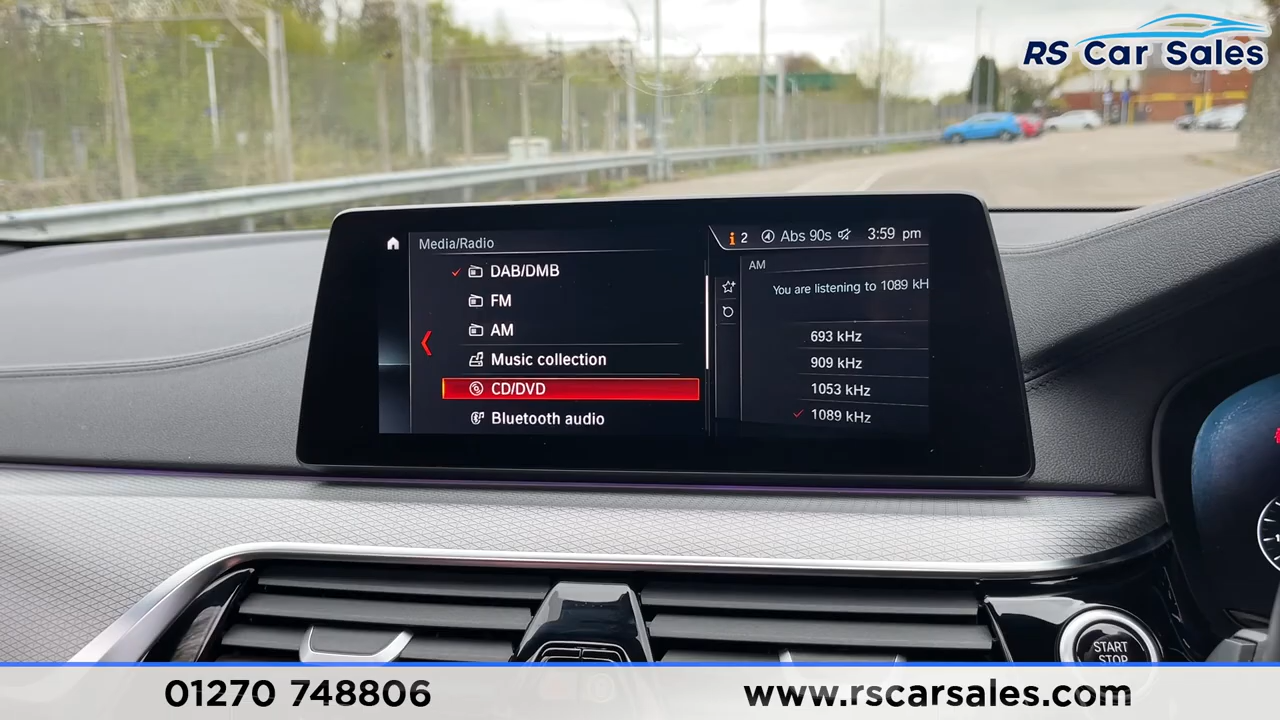 RS Car Sales
Media/Radio
DAB/DMB
FM
AM
Music collection
CD/DVD
Bluetooth audio
2 Abs 90s 3:59 pm
AM
You are listening to 1089 kH
693 kHz
909 kHz
1053 kHz
1089 kHz
START
STOP
01270 748806
www.rscarsales.com